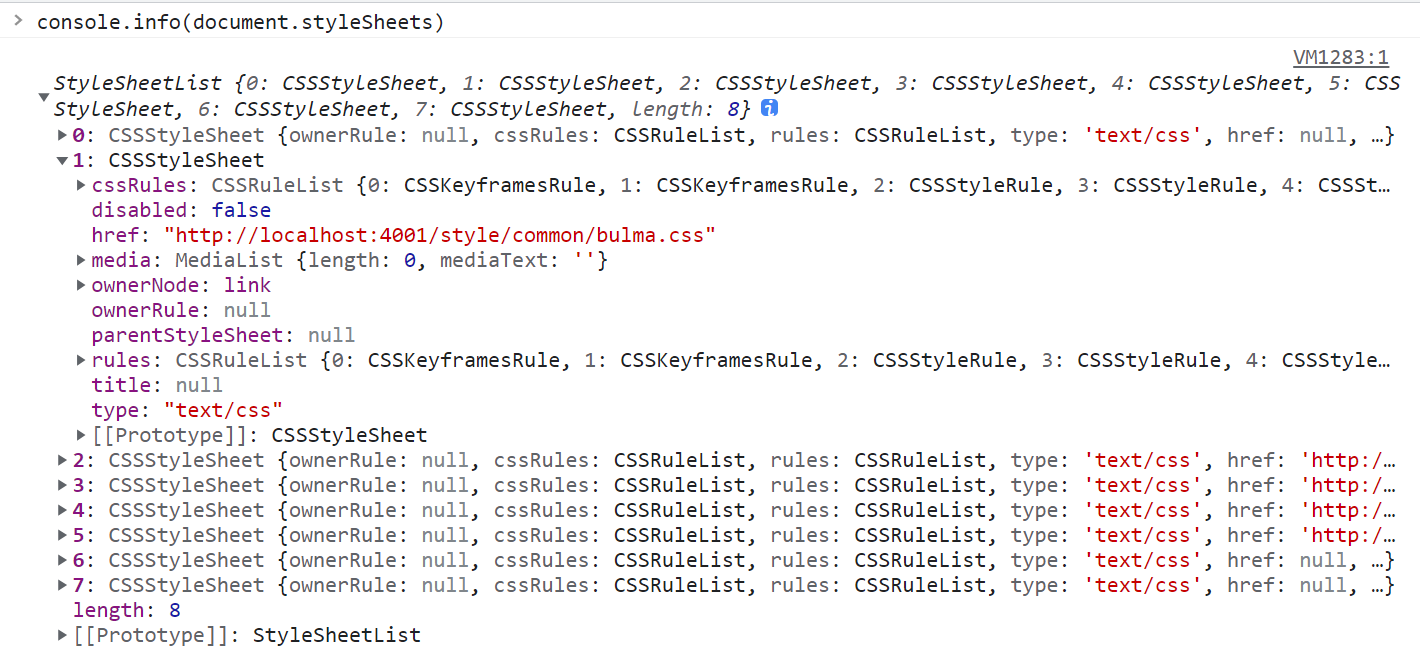 > console.info(document.styleSheets)
VM1283:1
StyleSheetList {0: CSSStyleSheet, 1: CSSStyleSheet, 2: CSSStyleSheet, 3: CSSStyleSheet, 4: CSSStyleSheet, 5: CSS
StyleSheet, 6: CSSStyleSheet, 7: CSSStyleSheet, length: 8} i
▶0: CSSStyleSheet {ownerRule: null, cssRules: CSSRuleList, rules: CSSRuleList, type: 'text/css', href: null, …}
▼1: CSSStyleSheet
▶cssRules: CSSRuleList {0: CSSKeyframesRule, 1: CSSKeyframesRule, 2: CSSStyleRule, 3: CSSStyleRule, 4: CSSSt…
disabled: false
href: "http://localhost:4001/style/common/bulma.css"
▶media: MediaList {length: 0, mediaText: ''}
▶ownerNode: link
ownerRule: null
parentStyleSheet: null
▶rules: CSSRuleList {0: CSSKeyframesRule, 1: CSSKeyframesRule, 2: CSSStyleRule, 3: CSSStyleRule, 4: CSSStyle…
title: null
type: "text/css"
▶[[Prototype]]: CSSStyleSheet
▶2: CSSStyleSheet {ownerRule: null, cssRules: CSSRuleList, rules: CSSRuleList, type: 'text/css', href: 'http:/…
▶3: CSSStyleSheet {ownerRule: null, cssRules: CSSRuleList, rules: CSSRuleList, type: 'text/css', href: 'http:/…
▶4: CSSStyleSheet {ownerRule: null, cssRules: CSSRuleList, rules: CSSRuleList, type: 'text/css', href: 'http:/…
▶5: CSSStyleSheet {ownerRule: null, cssRules: CSSRuleList, rules: CSSRuleList, type: 'text/css', href: 'http:/…
▶6: CSSStyleSheet {ownerRule: null, cssRules: CSSRuleList, rules: CSSRuleList, type: 'text/css', href: null, …}
▶7: CSSStyleSheet {ownerRule: null, cssRules: CSSRuleList, rules: CSSRuleList, type: 'text/css', href: null, …}
length: 8
▶[[Prototype]]: StyleSheetList